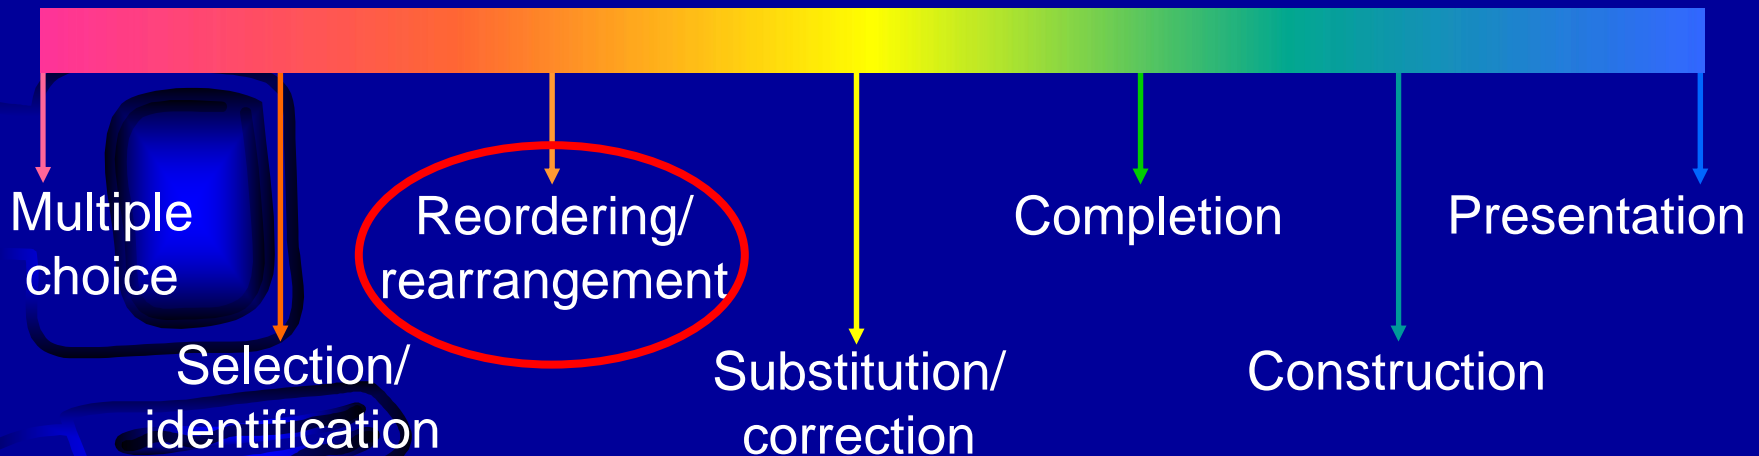 Multiple
choice
Selection/
identification
Reordering/
rearrangement
Substitution/
correction
Completion
Construction
Presentation